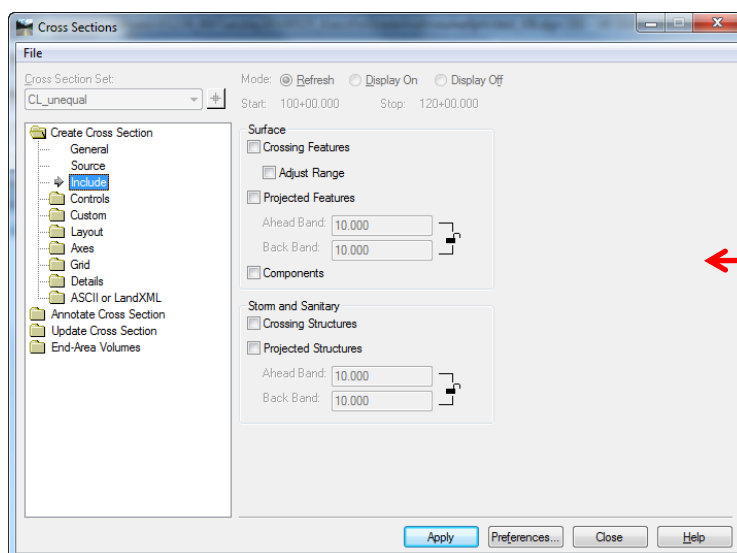 Cross Sections
File
Cross Section Set:
CL_unequal
Mode: Refresh Display On Display Off
Start: 100+00.000 Stop: 120+00.000
Create Cross Section
General
Source
Include
Controls
Custom
Layout
Axes
Grid
Details
ASCII or LandXML
Annotate Cross Section
Update Cross Section
End-Area Volumes
Surface
Crossing Features
Adjust Range
Projected Features
Ahead Band: 10.000
Back Band: 10.000
Components
Storm and Sanitary
Crossing Structures
Projected Structures
Ahead Band: 10.000
Back Band: 10.000
Apply Preferences... Close Help